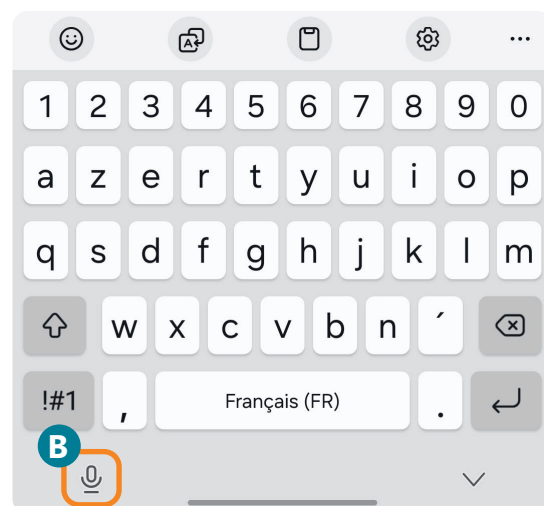 1 2 3 4 5 6 7 8 9 0
a z e r t y u i o p
q s d f g h j k l m
w x c v b n ´
!#1 , Français (FR) .
B